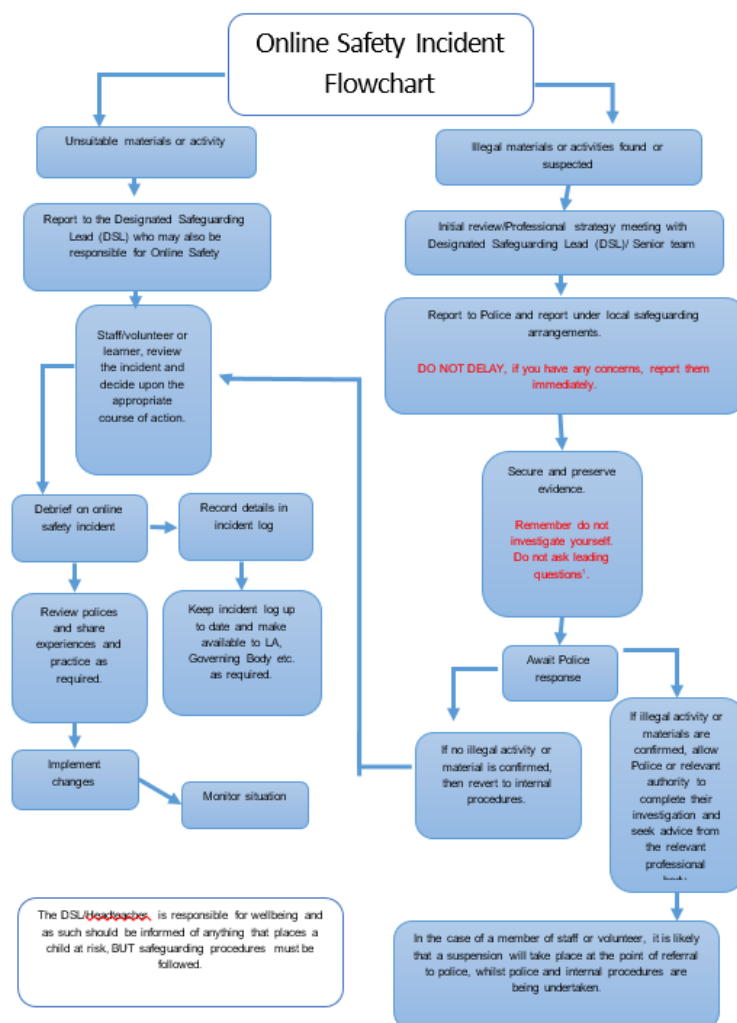 Online Safety Incident
Flowchart
Unsuitable materials or activity
Report to the Designated Safeguarding
Lead (DSL) who may also be
responsible for Online Safety
Staff/volunteer or
learner, review
the incident and
decide upon the
appropriate
course of action.
Debrief on online
safety incident
Record details in
incident log
Review polices
and share
experiences and
practice as
required.
Keep incident log up
to date and make
available to LA,
Governing Body etc.
as required.
Implement
changes
Monitor situation
Illegal materials or activities found or
suspected
Initial review/Professional strategy meeting with
Designated Safeguarding Lead (DSL)/ Senior team
Report to Police and report under local safeguarding
arrangements.
DO NOT DELAY, if you have any concerns, report them
immediately.
Secure and preserve
evidence.
Remember do not
investigate yourself.
Do not ask leading
questions¹.
Await Police
response
If no illegal activity or
material is confirmed,
then revert to internal
procedures.
If illegal activity or
materials are
confirmed, allow
Police or relevant
authority to
complete their
investigation and
seek advice from
the relevant
professional
In the case of a member of staff or volunteer, it is likely
that a suspension will take place at the point of referral
to police, whilst police and internal procedures are
being undertaken.
The DSL/Headteacher is responsible for wellbeing and
as such should be informed of anything that places a
child at risk, BUT safeguarding procedures must be
followed.